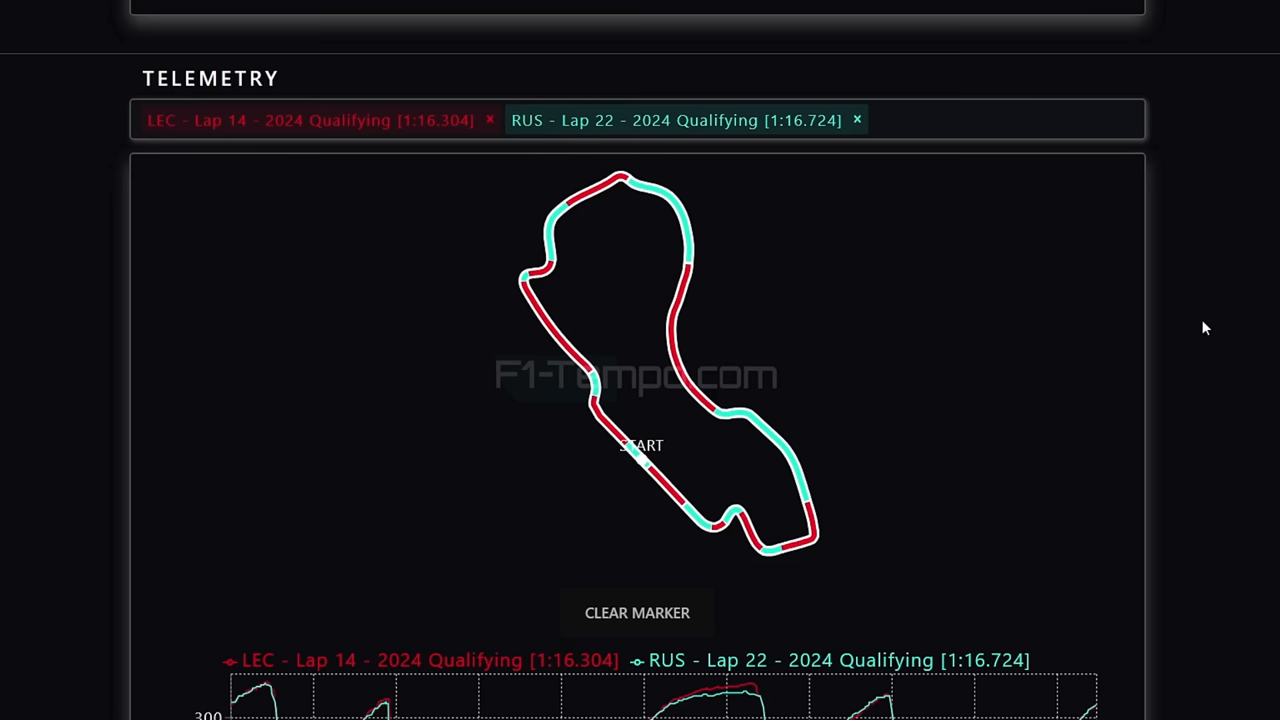 TELEMETRY
LEC - Lap 14 - 2024 Qualifying [1:16.304] × RUS - Lap 22 - 2024 Qualifying [1:16.724] ×
F1-Tempo.com
START
CLEAR MARKER
LEC - Lap 14 - 2024 Qualifying [1:16.304] RUS - Lap 22 - 2024 Qualifying [1:16.724]
300